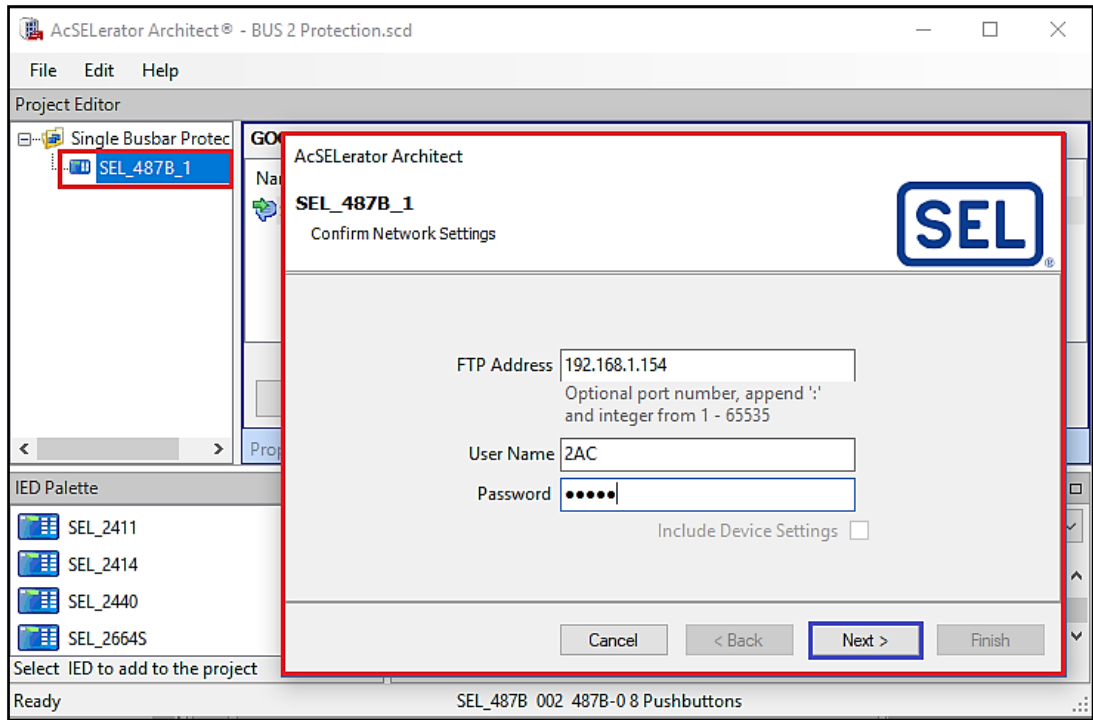 AcSELerator Architect® - BUS 2 Protection.scd
File Edit Help
Project Editor
Single Busbar Protec
SEL_487B_1
AcSELerator Architect
SEL_487B_1
Confirm Network Settings
SEL
®
FTP Address 192.168.1.154
Optional port number, append ':'
and integer from 1 - 65535
User Name 2AC
Password •••••
Include Device Settings
Cancel < Back Next > Finish
IED Palette
SEL_2411
SEL_2414
SEL_2440
SEL_2664S
Select IED to add to the project
Ready SEL_487B 002 487B-0 8 Pushbuttons